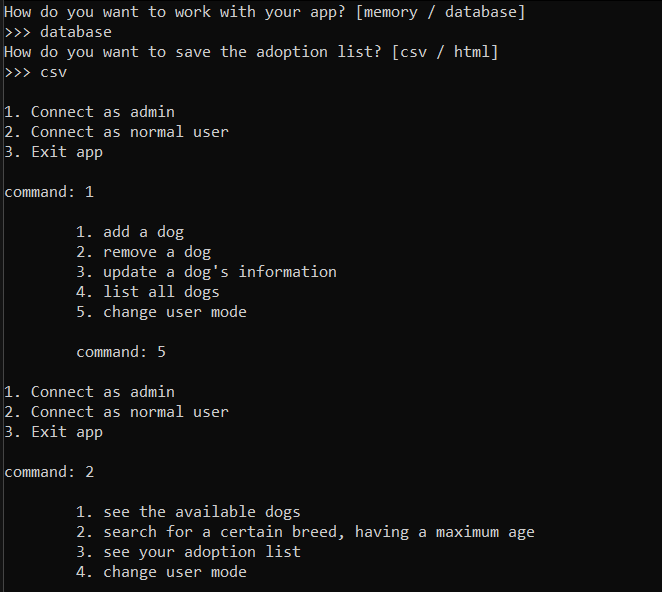 How do you want to work with your app? [memory / database]
>>> database
How do you want to save the adoption list? [csv / html]
>>> csv
1. Connect as admin
2. Connect as normal user
3. Exit app
command: 1
1. add a dog
2. remove a dog
3. update a dog's information
4. list all dogs
5. change user mode
command: 5
1. Connect as admin
2. Connect as normal user
3. Exit app
command: 2
1. see the available dogs
2. search for a certain breed, having a maximum age
3. see your adoption list
4. change user mode